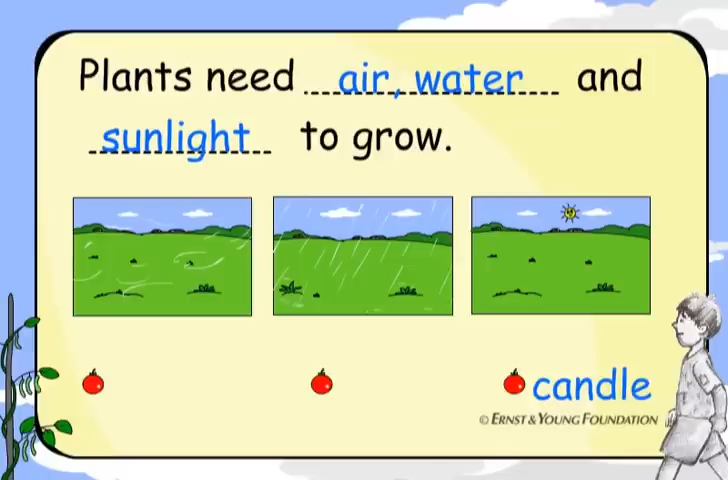 Plants need air, water and
sunlight to grow.
candle
© ERNST & YOUNG FOUNDATION